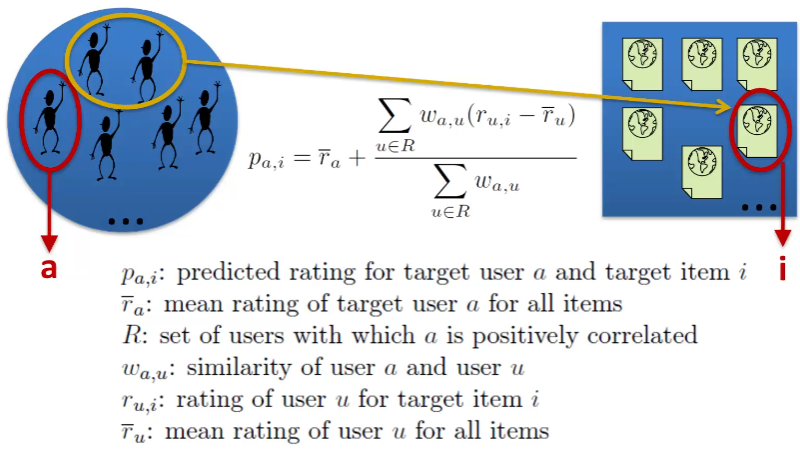 p_{a,i} = \overline{r}_a + \frac{\sum_{u \in R} w_{a,u}(r_{u,i} - \overline{r}_u)}{\sum_{u \in R} w_{a,u}}
...
...
a
i
p_{a,i}: predicted rating for target user a and target item i
\overline{r}_a: mean rating of target user a for all items
R: set of users with which a is positively correlated
w_{a,u}: similarity of user a and user u
r_{u,i}: rating of user u for target item i
\overline{r}_u: mean rating of user u for all items